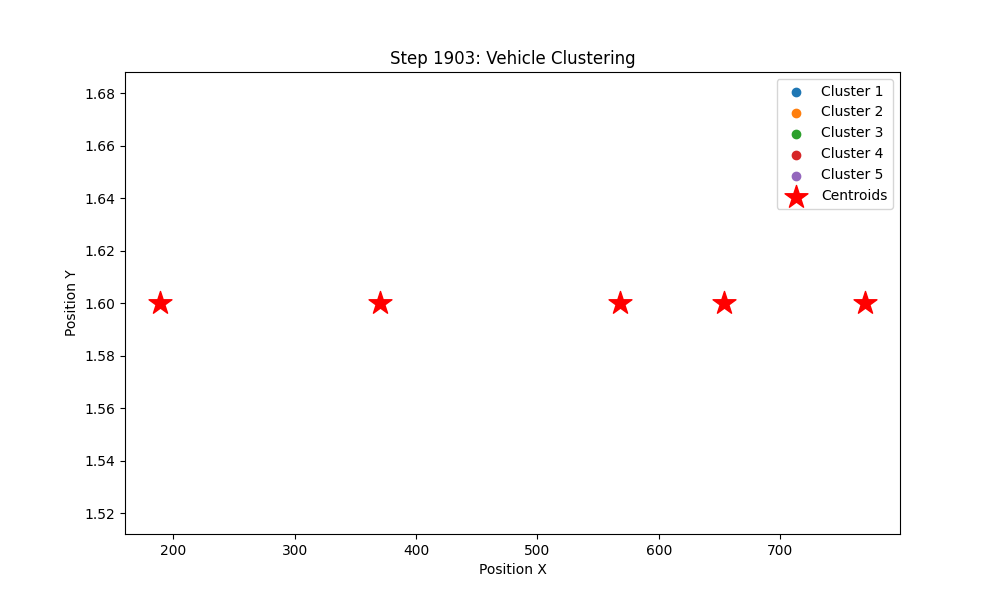 Step 1903: Vehicle Clustering
Cluster 1
Cluster 2
Cluster 3
Cluster 4
Cluster 5
Centroids
1.68
1.66
1.64
1.62
1.60
1.58
1.56
1.54
1.52
Position Y
200 300 400 500 600 700
Position X